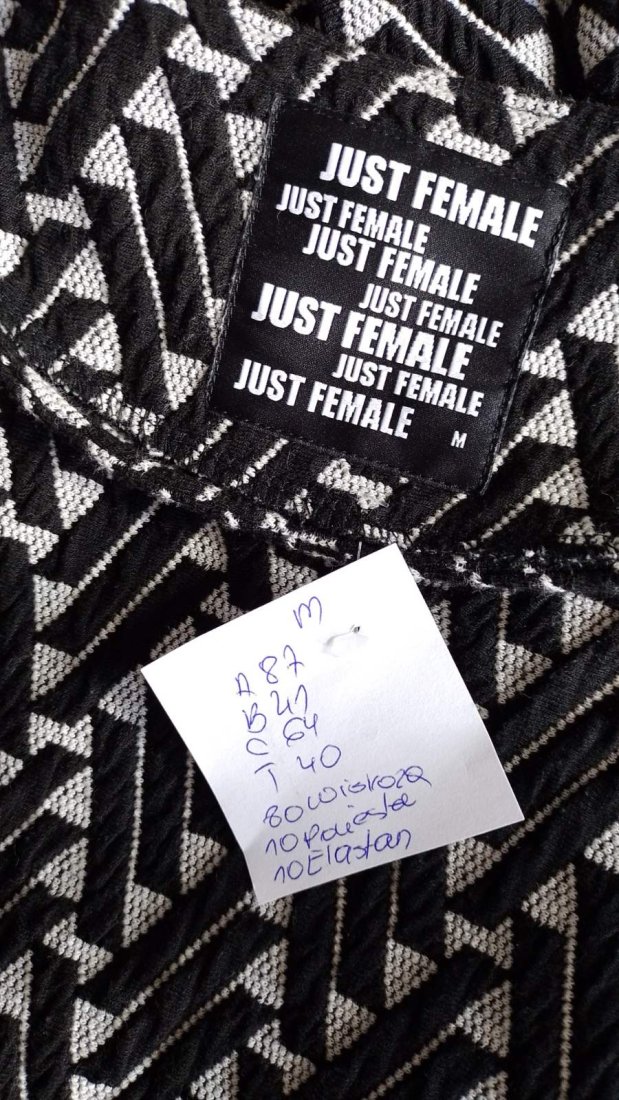 JUST FEMALE
JUST FEMALE
JUST FEMALE
JUST FEMALE
JUST FEMALE
JUST FEMALE
JUST FEMALE
M
M
A 87
B 41
C 64
T 40
80 Wiskoza
10 Poliester
10 Elastan